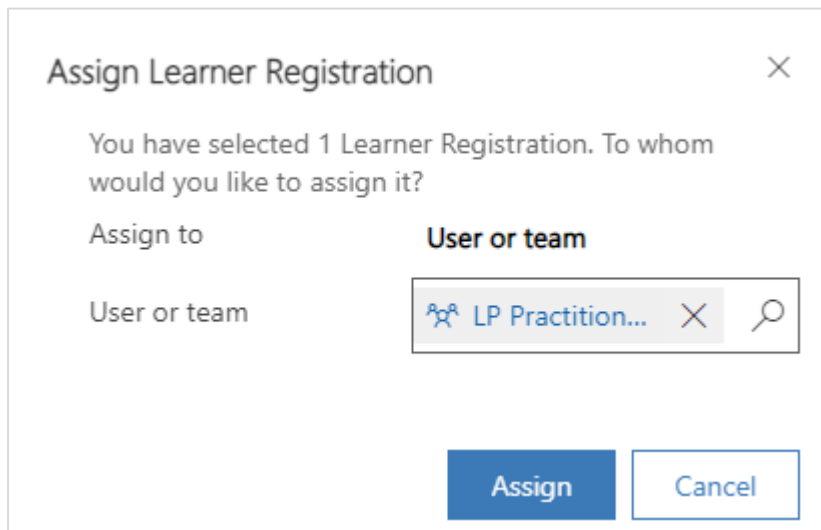 Assign Learner Registration
You have selected 1 Learner Registration. To whom
would you like to assign it?
Assign to
User or team
User or team
LP Practition...
Assign
Cancel